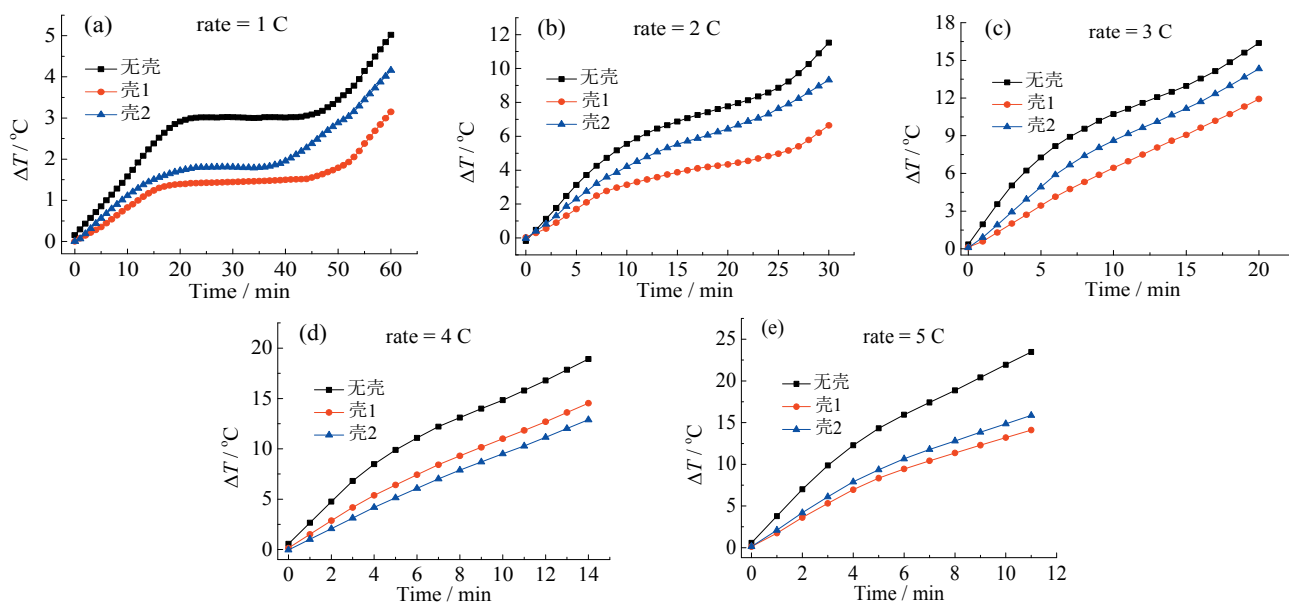 (a)
rate = 1 C
无壳
壳1
壳2
ΔT / °C
5
4
3
2
1
0
0 10 20 30 40 50 60
Time / min
(b)
rate = 2 C
无壳
壳1
壳2
ΔT / °C
12
10
8
6
4
2
0
0 5 10 15 20 25 30
Time / min
(c)
rate = 3 C
无壳
壳1
壳2
ΔT / °C
18
15
12
9
6
3
0
0 5 10 15 20
Time / min
(d)
rate = 4 C
无壳
壳1
壳2
ΔT / °C
20
15
10
5
0
0 2 4 6 8 10 12 14
Time / min
(e)
rate = 5 C
无壳
壳1
壳2
ΔT / °C
25
20
15
10
5
0
0 2 4 6 8 10 12
Time / min